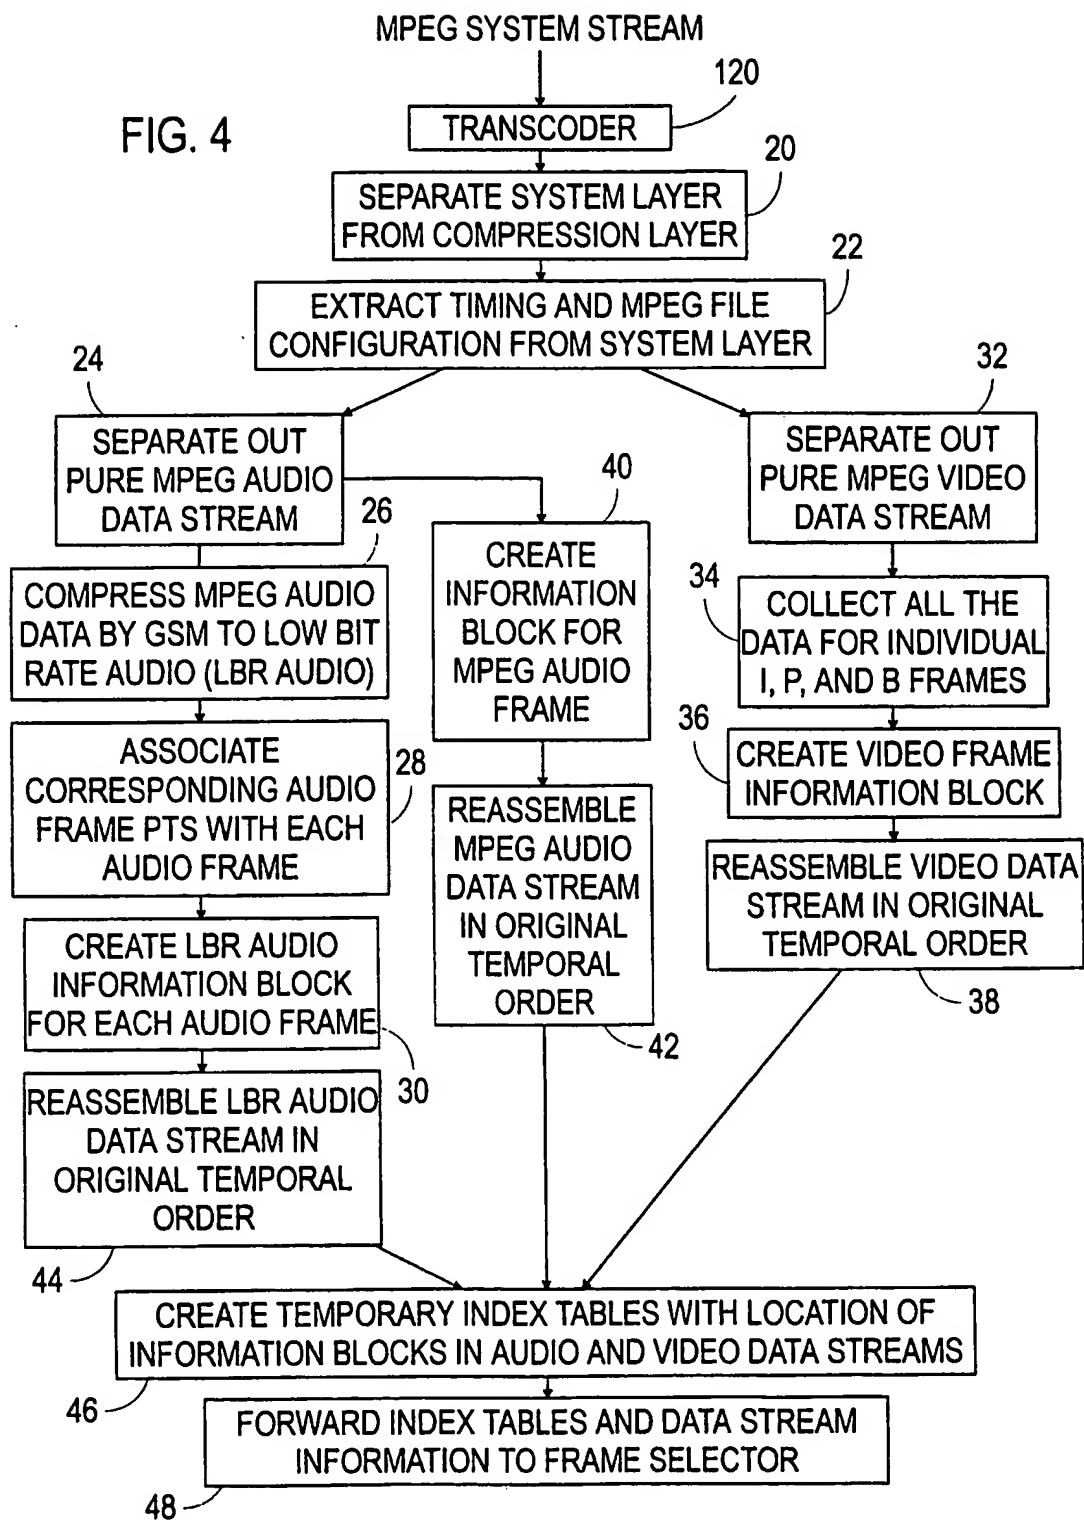 MPEG SYSTEM STREAM
120
FIG. 4
TRANSCODER
20
SEPARATE SYSTEM LAYER
FROM COMPRESSION LAYER
22
EXTRACT TIMING AND MPEG FILE
CONFIGURATION FROM SYSTEM LAYER
24
SEPARATE OUT
PURE MPEG AUDIO
DATA STREAM
26
COMPRESS MPEG AUDIO
DATA BY GSM TO LOW BIT
RATE AUDIO (LBR AUDIO)
ASSOCIATE
CORRESPONDING AUDIO
FRAME PTS WITH EACH
AUDIO FRAME
28
CREATE LBR AUDIO
INFORMATION BLOCK
FOR EACH AUDIO FRAME
30
REASSEMBLE LBR AUDIO
DATA STREAM IN
ORIGINAL TEMPORAL
ORDER
44
40
CREATE
INFORMATION
BLOCK FOR
MPEG AUDIO
FRAME
REASSEMBLE
MPEG AUDIO
DATA STREAM
IN ORIGINAL
TEMPORAL
ORDER
42
32
SEPARATE OUT
PURE MPEG VIDEO
DATA STREAM
34
COLLECT ALL THE
DATA FOR INDIVIDUAL
I, P, AND B FRAMES
36
CREATE VIDEO FRAME
INFORMATION BLOCK
REASSEMBLE VIDEO DATA
STREAM IN ORIGINAL
TEMPORAL ORDER
38
CREATE TEMPORARY INDEX TABLES WITH LOCATION OF
INFORMATION BLOCKS IN AUDIO AND VIDEO DATA STREAMS
46
FORWARD INDEX TABLES AND DATA STREAM
INFORMATION TO FRAME SELECTOR
48